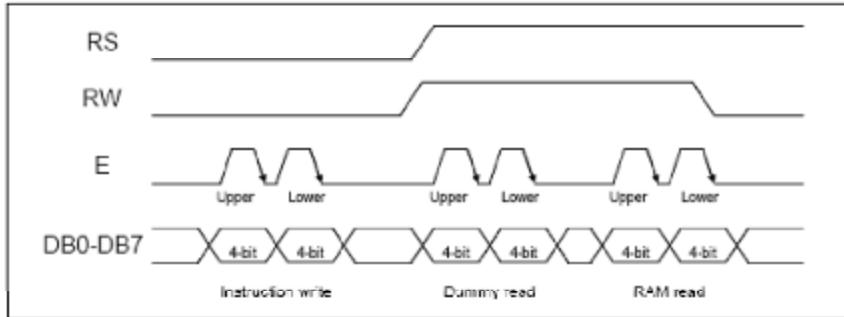 RS
RW
E
Upper Lower Upper Lower Upper Lower
DB0-DB7 4-bit 4-bit 4-bit 4-bit 4-bit 4-bit
Instruction write Dummy read RAM read